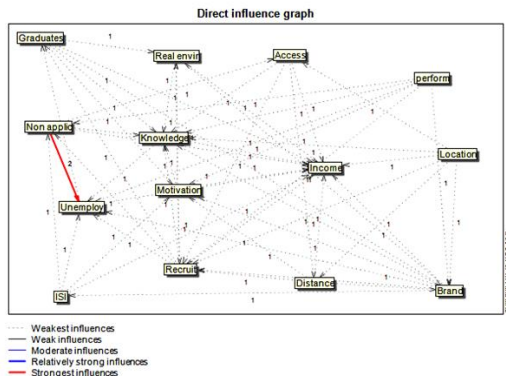 Direct influence graph
Graduates
Real envir
Access
perform
Non applic
Knowledge
Location
Income
Motivation
2
Unemploy
Recruit
Distance
ISI
Brand
1
Weakest influences
Weak influences
Moderate influences
Relatively strong influences
Strongest influences